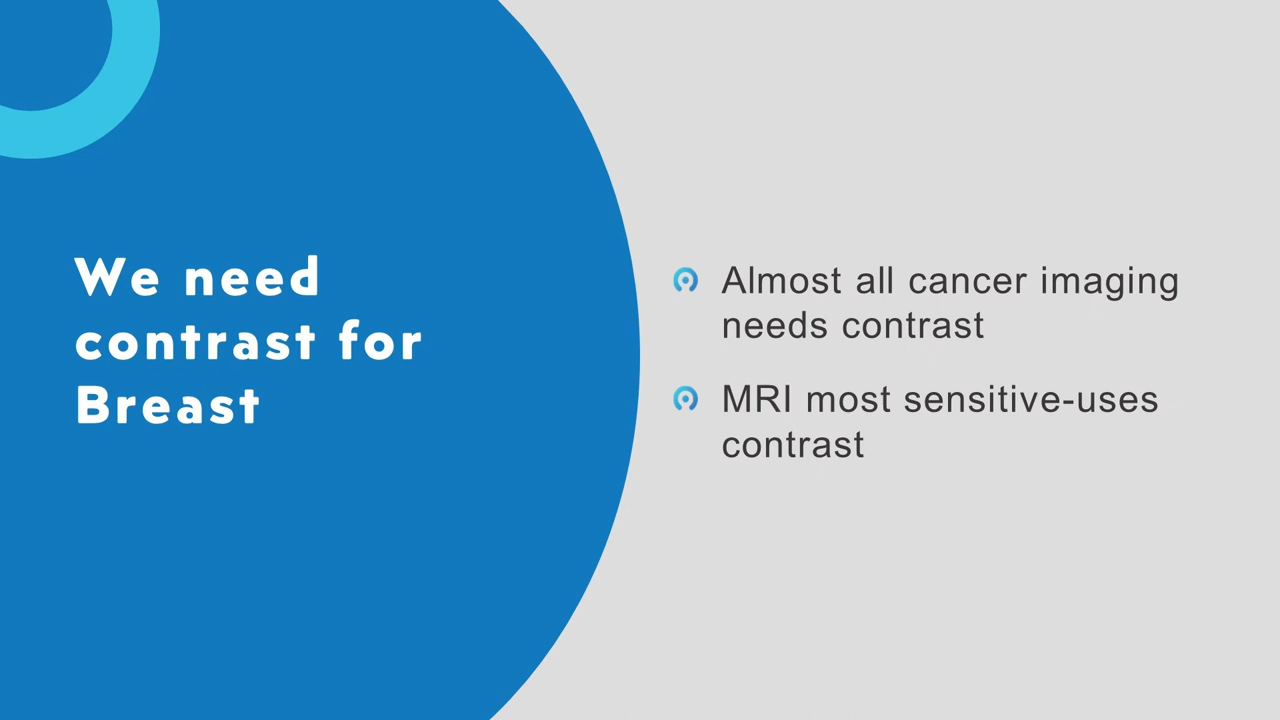 We need
contrast for
Breast
Almost all cancer imaging
needs contrast
MRI most sensitive-uses
contrast